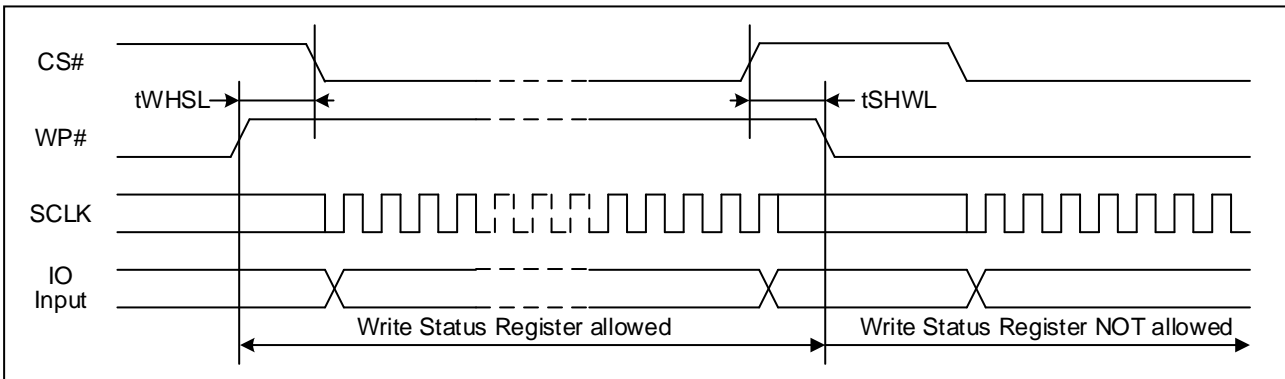 CS#
tWHSL
tSHWL
WP#
SCLK
IO
Input
Write Status Register allowed
Write Status Register NOT allowed